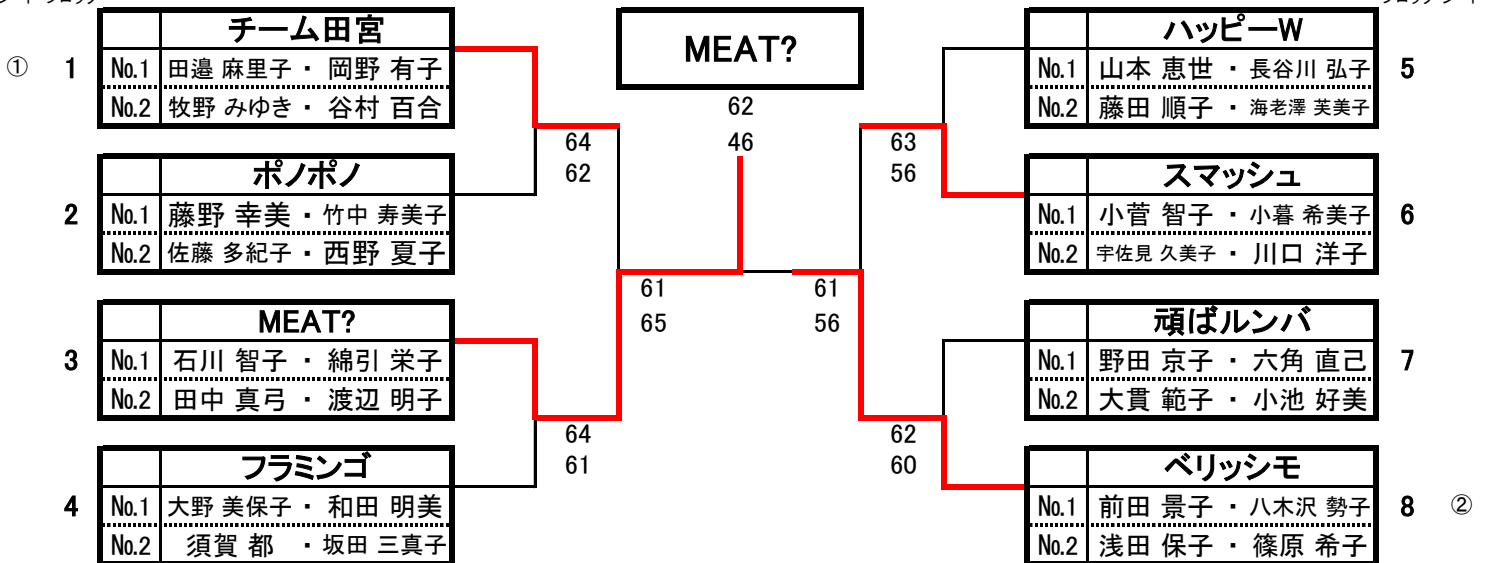 チーム田宮
① 1 No.1 田邉 麻里子 ・ 岡野 有子
No.2 牧野 みゆき ・ 谷村 百合
64
62
ポノポノ
2 No.1 藤野 幸美 ・ 竹中 寿美子
No.2 佐藤 多紀子 ・ 西野 夏子
MEAT?
3 No.1 石川 智子 ・ 綿引 栄子
No.2 田中 真弓 ・ 渡辺 明子
64
61
フラミンゴ
4 No.1 大野 美保子 ・ 和田 明美
No.2 須賀 都 ・ 坂田 三真子
MEAT?
62
46
61
65
61
56
ハッピーW
No.1 山本 恵世 ・ 長谷川 弘子 5
No.2 藤田 順子 ・ 海老澤 芙美子
63
56
スマッシュ
No.1 小菅 智子 ・ 小暮 希美子 6
No.2 宇佐見 久美子 ・ 川口 洋子
頑ばルンバ
No.1 野田 京子 ・ 六角 直己 7
No.2 大貫 範子 ・ 小池 好美
62
60
ベリッシモ
No.1 前田 景子 ・ 八木沢 勢子 8 ②
No.2 浅田 保子 ・ 篠原 希子